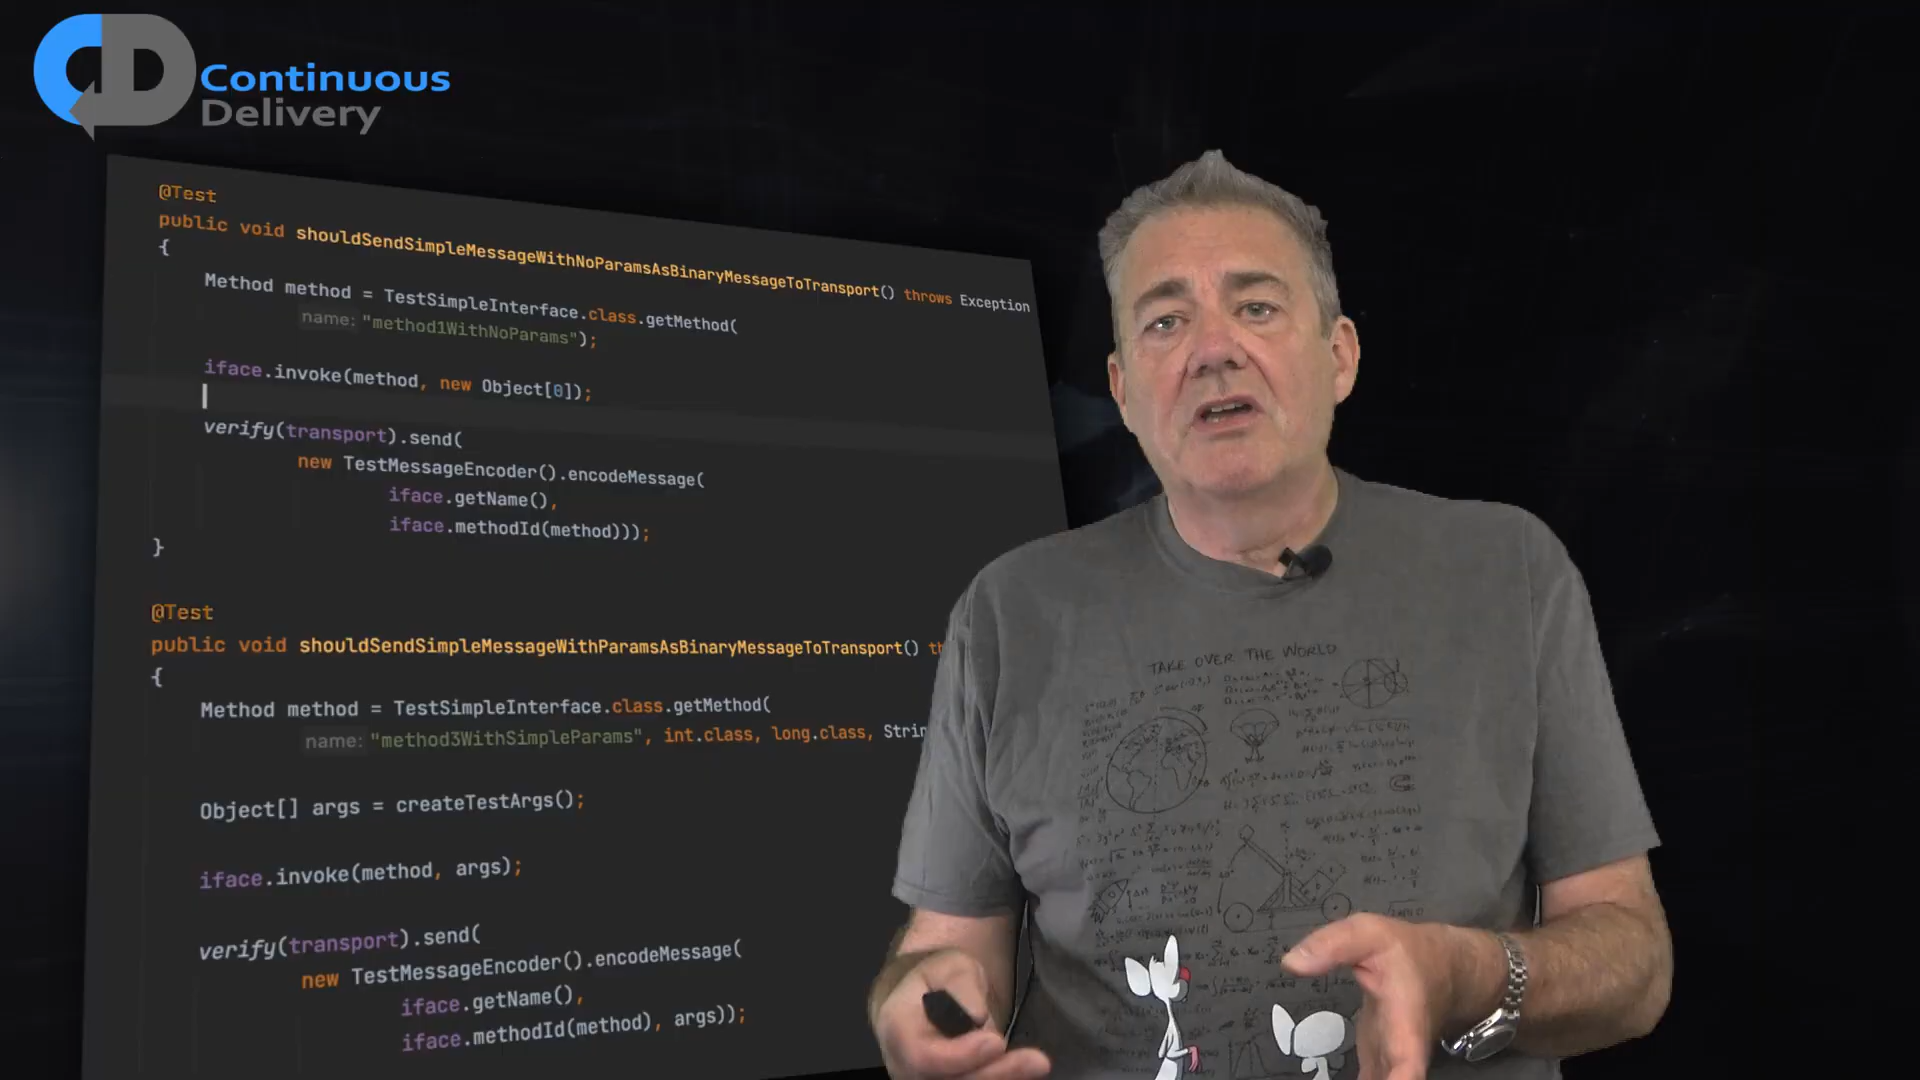 Continuous
Delivery
@Test
public void shouldSendSimpleMessageWithNoParamsAsBinaryMessageToTransport() throws Exception
{
Method method = TestSimpleInterface.class.getMethod(
name: "method1WithNoParams");
iface.invoke(method, new Object[0]);
verify(transport).send(
new TestMessageEncoder().encodeMessage(
iface.getName(),
iface.methodId(method)));
}
@Test
public void shouldSendSimpleMessageWithParamsAsBinaryMessageToTransport() th
{
Method method = TestSimpleInterface.class.getMethod(
name: "method3WithSimpleParams", int.class, long.class, Strin
Object[] args = createTestArgs();
iface.invoke(method, args);
verify(transport).send(
new TestMessageEncoder().encodeMessage(
iface.getName(),
iface.methodId(method), args));
TAKE OVER THE WORLD